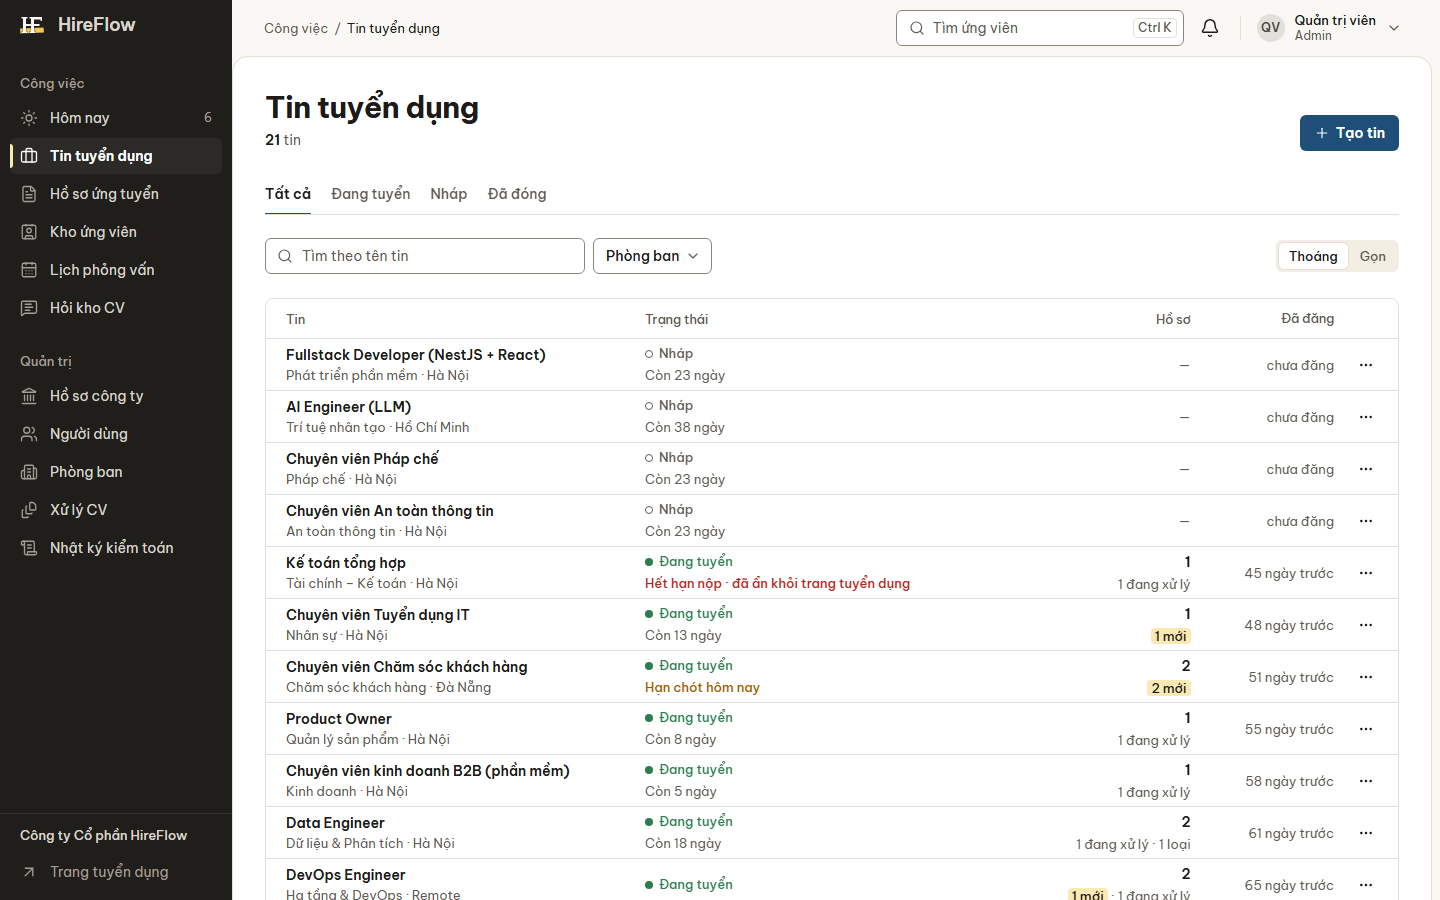 HireFlow
Công việc
Hôm nay 6
Tin tuyển dụng
Hồ sơ ứng tuyển
Kho ứng viên
Lịch phỏng vấn
Hỏi kho CV
Quản trị
Hồ sơ công ty
Người dùng
Phòng ban
Xử lý CV
Nhật ký kiểm toán
Công ty Cổ phần HireFlow
Trang tuyển dụng
Công việc / Tin tuyển dụng
Tìm ứng viên Ctrl K
QV Quản trị viên
Admin
Tin tuyển dụng
21 tin
+ Tạo tin
Tất cả Đang tuyển Nháp Đã đóng
Tìm theo tên tin Phòng ban Thoáng Gọn
Tin Trạng thái Hồ sơ Đã đăng
Fullstack Developer (NestJS + React) Nháp
Phát triển phần mềm · Hà Nội Còn 23 ngày — chưa đăng
AI Engineer (LLM) Nháp
Trí tuệ nhân tạo · Hồ Chí Minh Còn 38 ngày — chưa đăng
Chuyên viên Pháp chế Nháp
Pháp chế · Hà Nội Còn 23 ngày — chưa đăng
Chuyên viên An toàn thông tin Nháp
An toàn thông tin · Hà Nội Còn 23 ngày — chưa đăng
Kế toán tổng hợp Đang tuyển 1
Tài chính – Kế toán · Hà Nội Hết hạn nộp · đã ẩn khỏi trang tuyển dụng 1 đang xử lý 45 ngày trước
Chuyên viên Tuyển dụng IT Đang tuyển 1
Nhân sự · Hà Nội Còn 13 ngày 1 mới 48 ngày trước
Chuyên viên Chăm sóc khách hàng Đang tuyển 2
Chăm sóc khách hàng · Đà Nẵng Hạn chót hôm nay 2 mới 51 ngày trước
Product Owner Đang tuyển 1
Quản lý sản phẩm · Hà Nội Còn 8 ngày 1 đang xử lý 55 ngày trước
Chuyên viên kinh doanh B2B (phần mềm) Đang tuyển 1
Kinh doanh · Hà Nội Còn 5 ngày 1 đang xử lý 58 ngày trước
Data Engineer Đang tuyển 2
Dữ liệu & Phân tích · Hà Nội Còn 18 ngày 1 đang xử lý · 1 loại 61 ngày trước
DevOps Engineer Đang tuyển 2
Hạ tầng & DevOps · Remote 1 mới · 1 đang xử lý 65 ngày trước